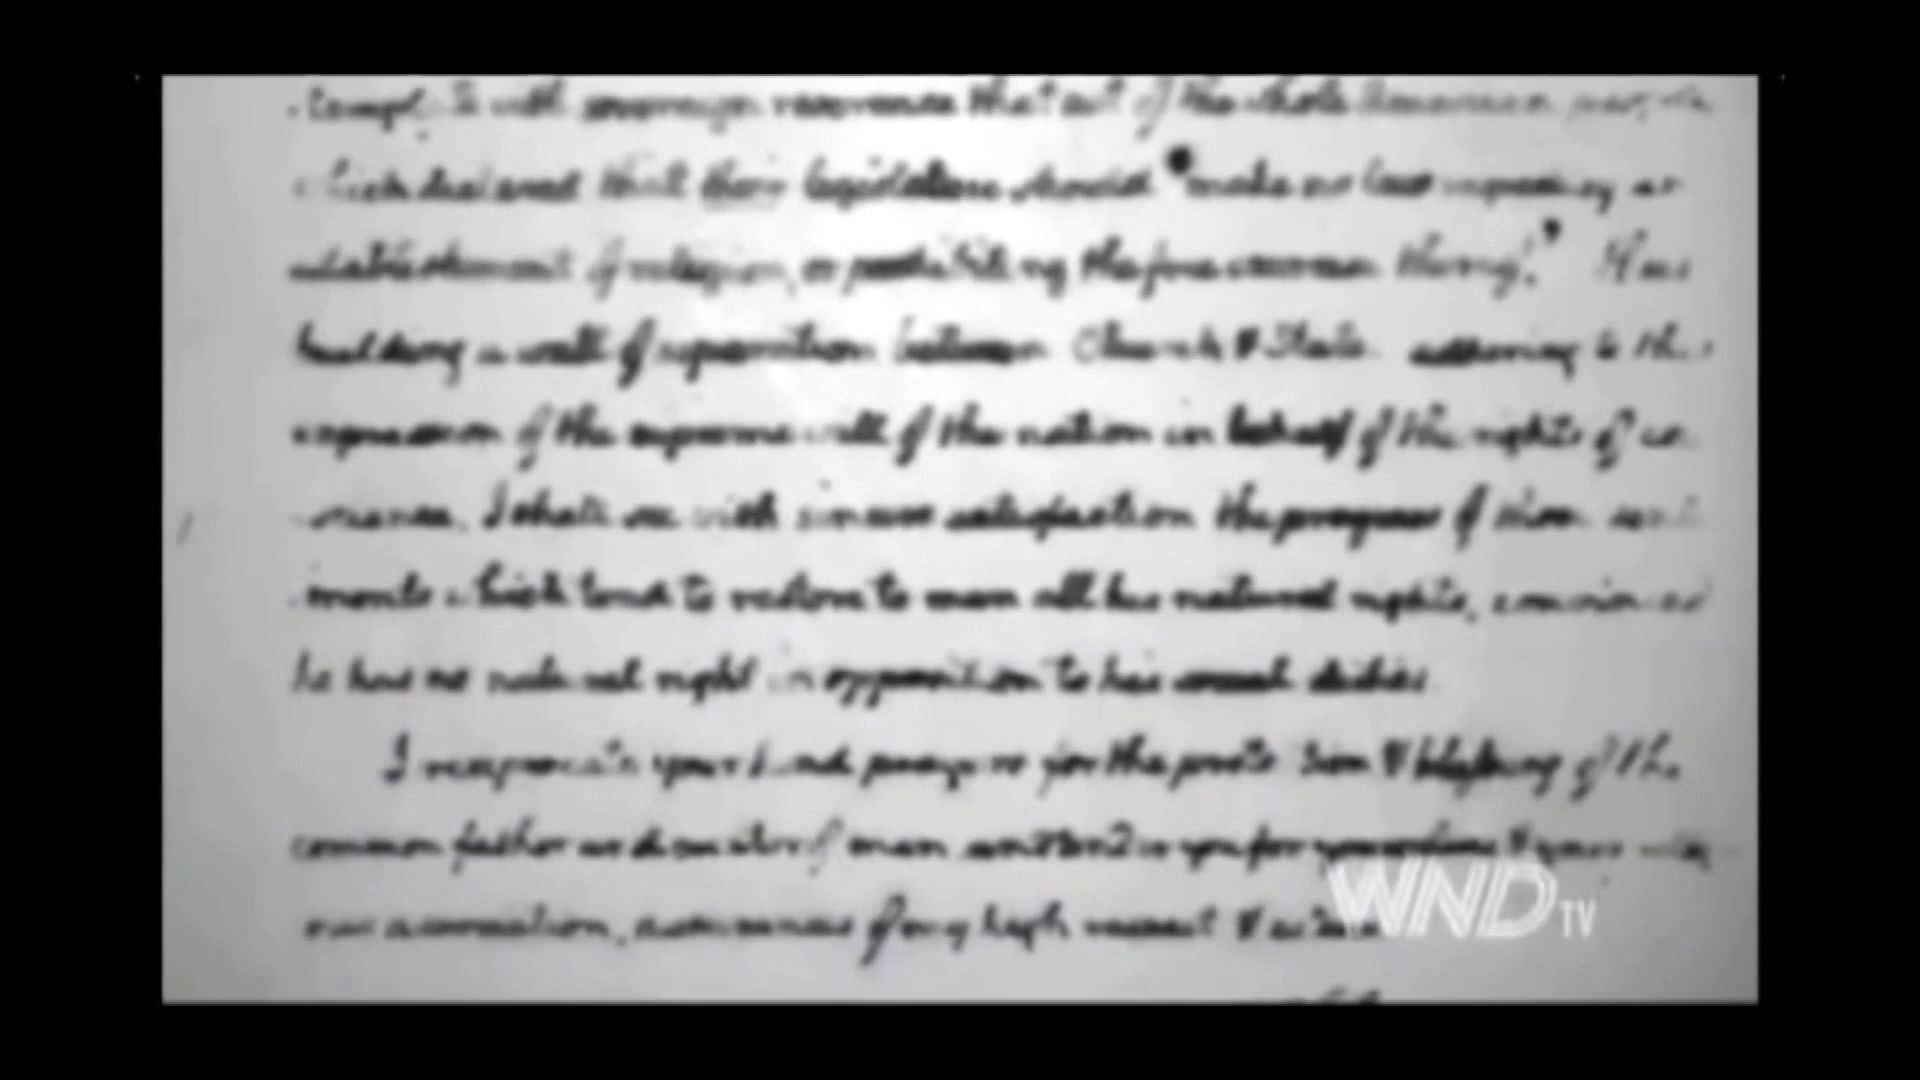 contemplate with sovereign reverence that act of the whole American people
which declared that their legislature should "make no law respecting an
establishment of religion, or prohibiting the free exercise thereof;" thus
building a wall of separation between Church & State. adhering to this
expression of the supreme will of the nation in behalf of the rights of con
science, I shall see with sincere satisfaction the progress of those senti
ments which tend to restore to man all his natural rights, convinced
he has no natural right in opposition to his social duties.
I reciprocate your kind prayers for the protection & blessing of the
common father and creator of man, and tender you for yourselves & your
association, assurances of my high respect & esteem
WND TV